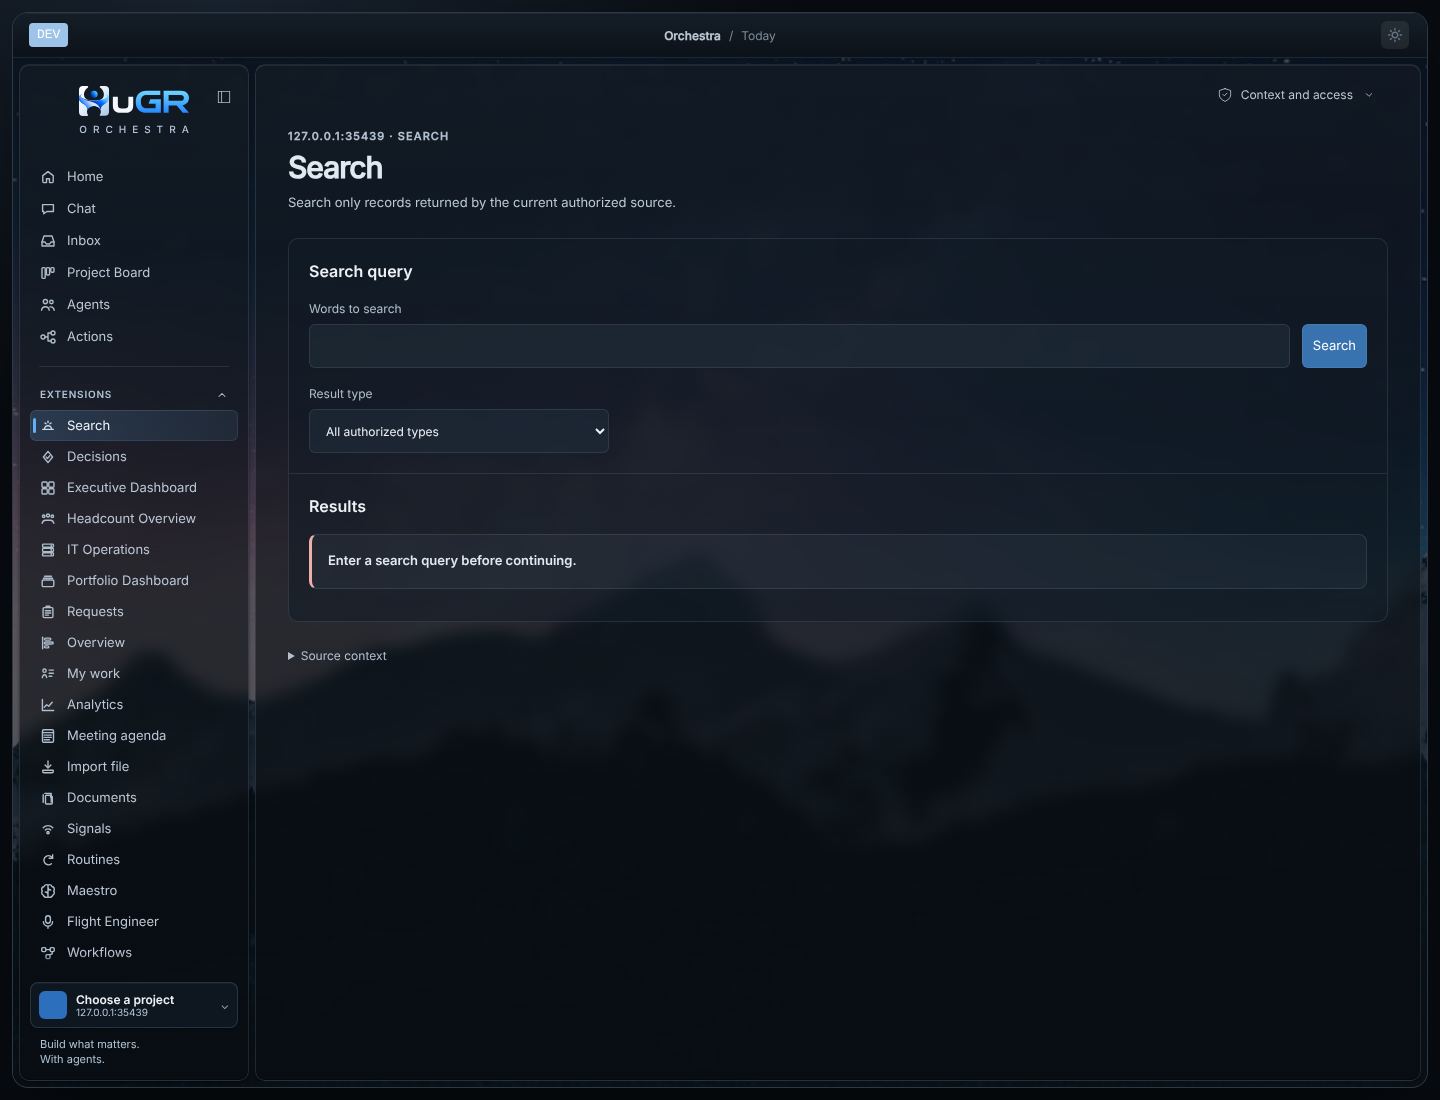 DEV
Orchestra / Today
HuGR
ORCHESTRA
Context and access
Home
Chat
Inbox
Project Board
Agents
Actions
EXTENSIONS
Search
Decisions
Executive Dashboard
Headcount Overview
IT Operations
Portfolio Dashboard
Requests
Overview
My work
Analytics
Meeting agenda
Import file
Documents
Signals
Routines
Maestro
Flight Engineer
Workflows
Choose a project
127.0.0.1:35439
Build what matters.
With agents.
127.0.0.1:35439 · SEARCH
Search
Search only records returned by the current authorized source.
Search query
Words to search
Search
Result type
All authorized types
Results
Enter a search query before continuing.
Source context